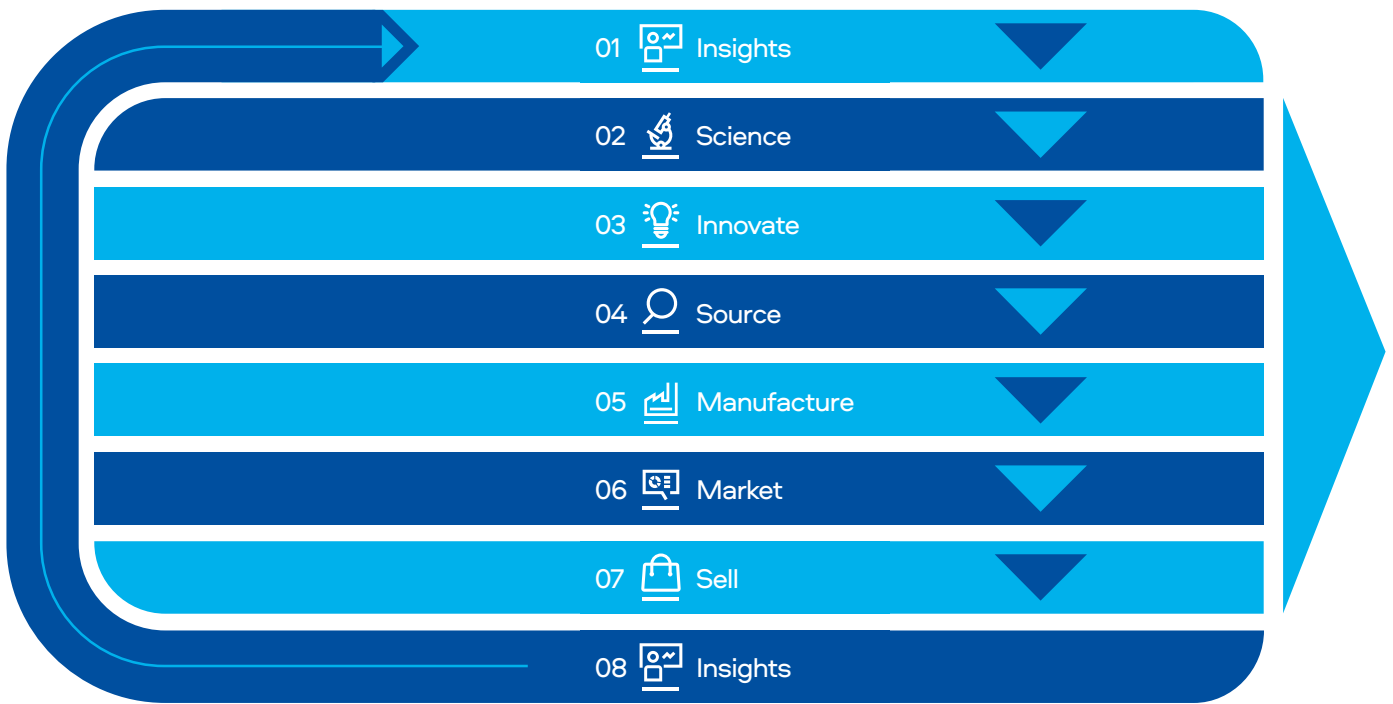 01 Insights
02 Science
03 Innovate
04 Source
05 Manufacture
06 Market
07 Sell
08 Insights